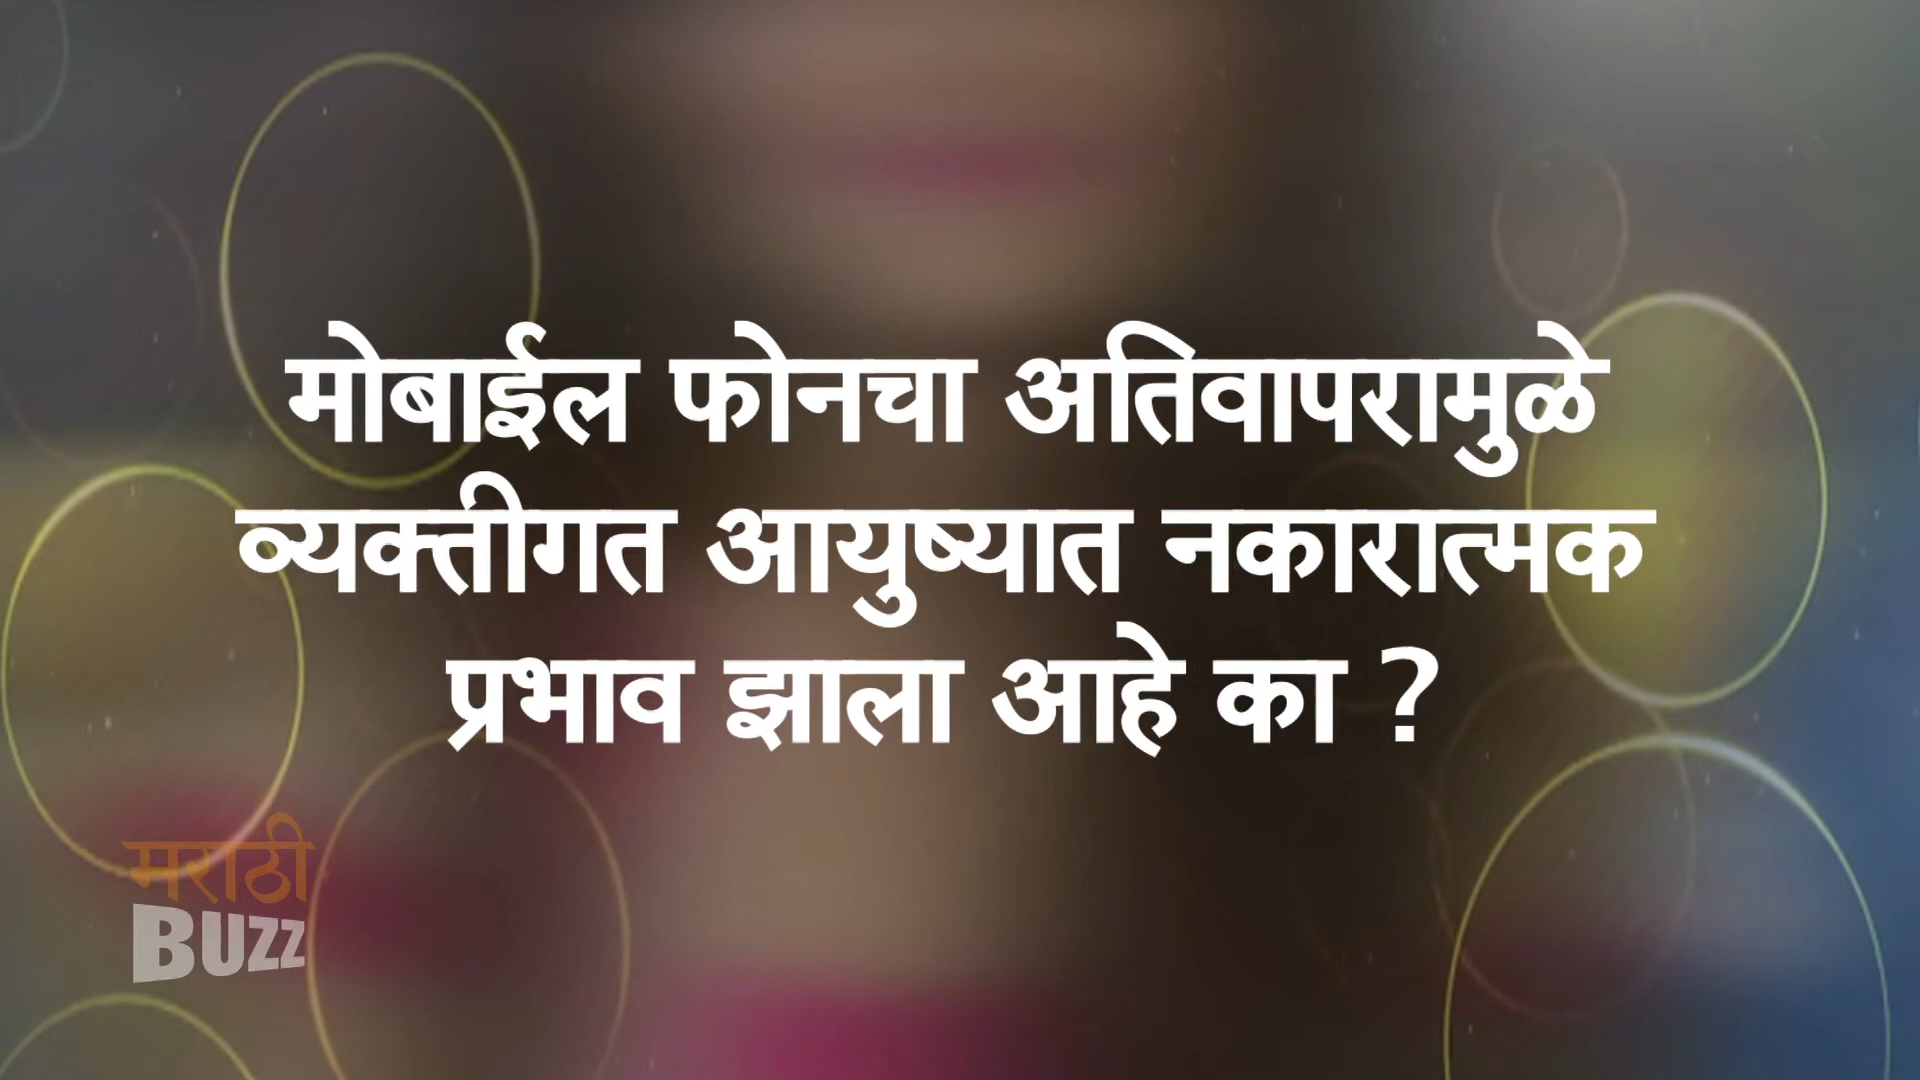 मोबाईल फोनचा अतिवापरामुळे
व्यक्तीगत आयुष्यात नकारात्मक
प्रभाव झाला आहे का ?
मराठी
BUZZ